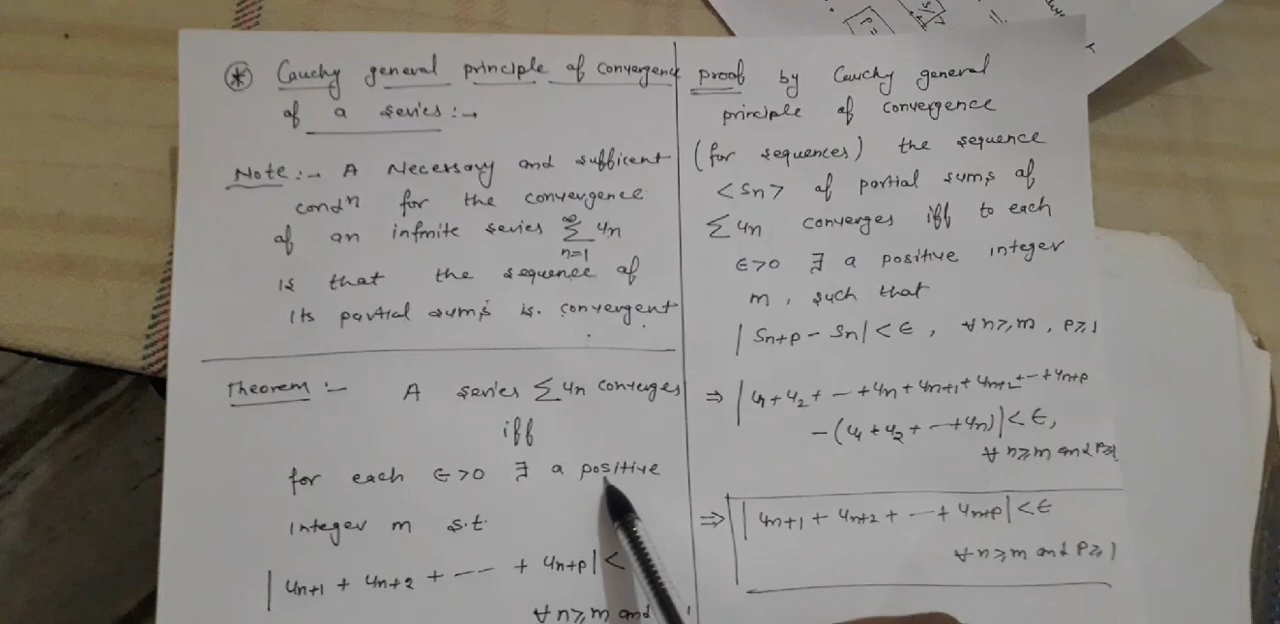 * Cauchy general principle of convergence
of a series :→
Note :→ A Necessary and sufficent
condⁿ for the convergence
of an infinite series ∞∑n=1 un
is that the sequence of
its partial sums is convergent
Theorem :- A series ∑un converges
iff
for each ϵ>0 ∃ a positive
integer m s.t.
|un+1 + un+2 + --- + un+p| <
∀ n≥m and
proof by Cauchy general
principle of convergence
(for sequences) the sequence
<Sn> of partial sums of
∑un converges iff to each
ϵ>0 ∃ a positive integer
m, such that
|Sn+p - Sn| < ϵ, ∀ n≥m, p≥1
⇒ |u1 + u2 + --- + un + un+1 + un+2 + --- + un+p
-(u1 + u2 + --- + un)| < ϵ,
∀ n≥m and p≥1
⇒ |un+1 + un+2 + --- + un+p| < ϵ
∀ n≥m and p≥1